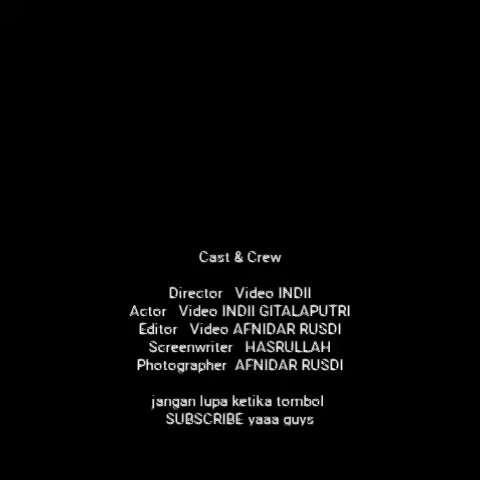 Cast & Crew
Director Video INDII
Actor Video INDII GITALAPUTRI
Editor Video AFNIDAR RUSDI
Screenwriter HASRULLAH
Photographer AFNIDAR RUSDI
jangan lupa ketika tombol
SUBSCRIBE yaaa guys